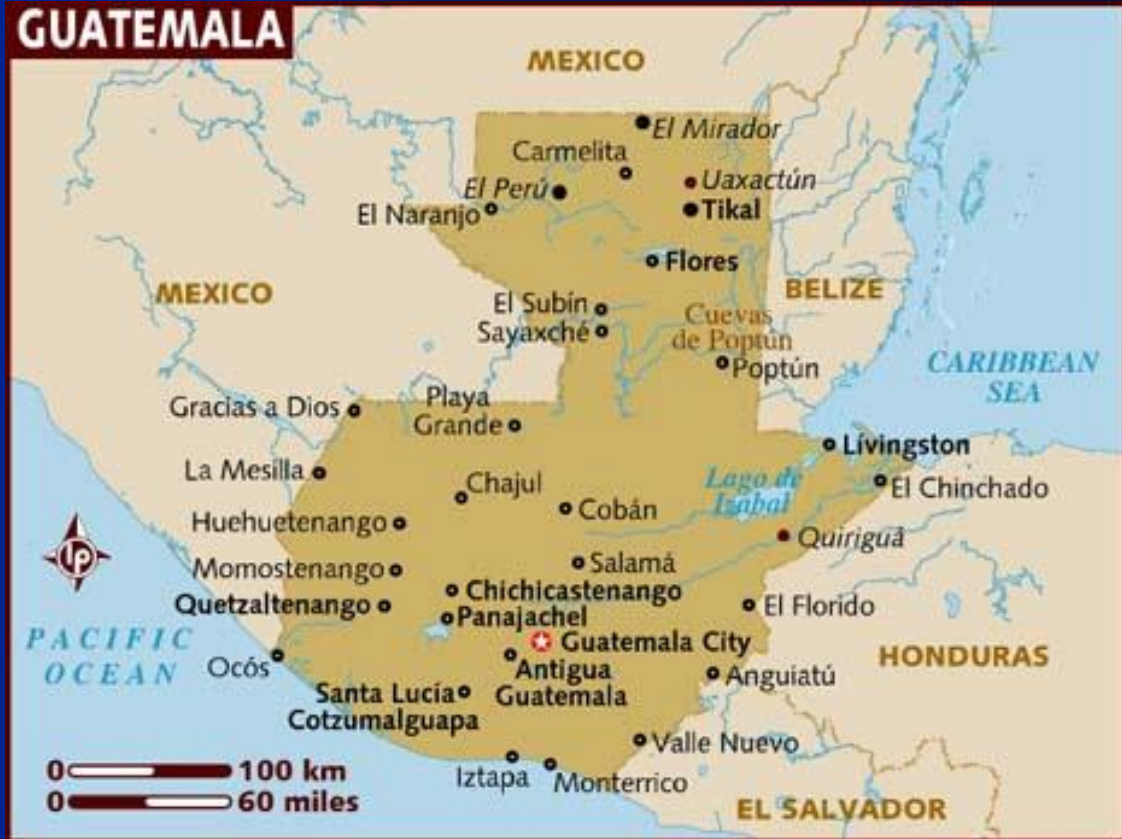 GUATEMALA
MEXICO
El Mirador
Carmelita
El Perú
Uaxactún
El Naranjo
Tikal
Flores
MEXICO
BELIZE
El Subín
Sayaxché
Cuevas
de Poptún
Poptún
CARIBBEAN
SEA
Gracias a Dios
Playa
Grande
Lívingston
La Mesilla
Chajul
Lago de
Izabal
El Chinchado
Huehuetenango
Cobán
Quiriguá
LP
Momostenango
Salamá
Chichicastenango
Quetzaltenango
Panajachel
El Florido
PACIFIC
OCEAN
Guatemala City
Ocós
Antigua
Guatemala
Anguiatú
HONDURAS
Santa Lucía
Cotzumalguapa
Valle Nuevo
Iztapa
Monterrico
0 100 km
0 60 miles
EL SALVADOR